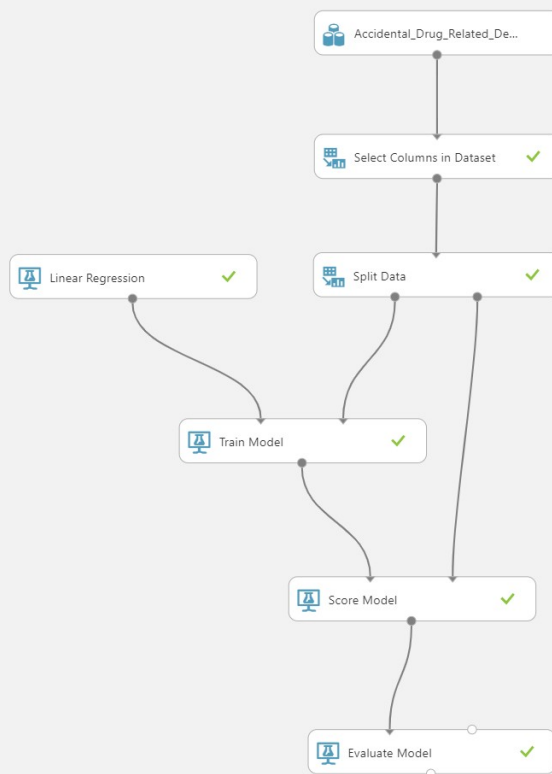 Accidental_Drug_Related_De...
Select Columns in Dataset
Linear Regression
Split Data
Train Model
Score Model
Evaluate Model